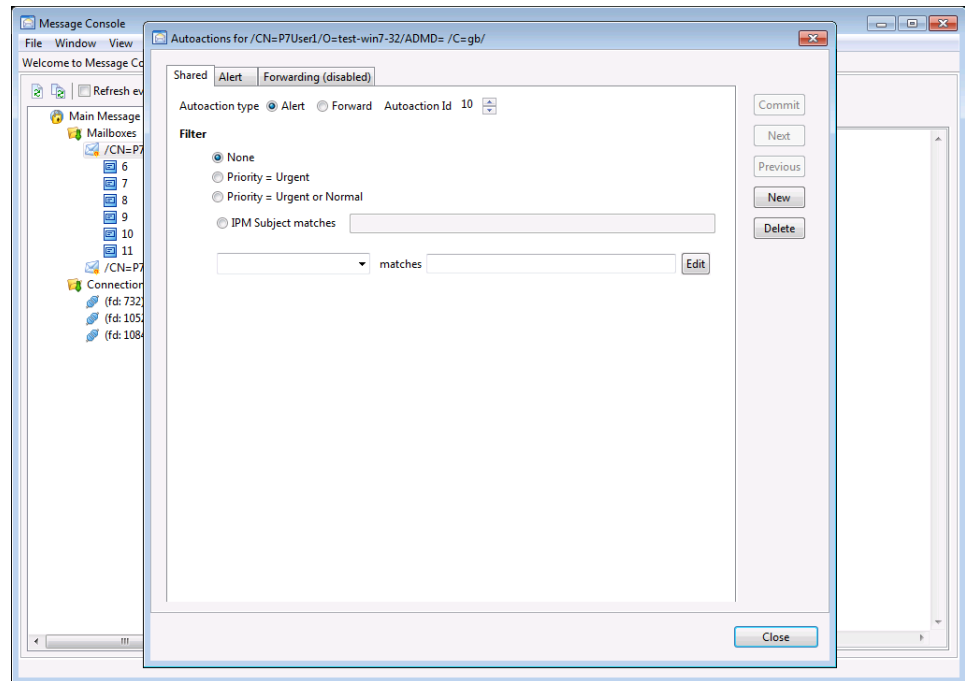 Message Console
File Window View
Welcome to Message Co
Refresh ev
Main Message
Mailboxes
/CN=P7
6
7
8
9
10
11
/CN=P7
Connection
(fd: 732)
(fd: 1052
(fd: 1084
Autoactions for /CN=P7User1/O=test-win7-32/ADMD= /C=gb/
Shared Alert Forwarding (disabled)
Autoaction type Alert Forward Autoaction Id 10
Filter
None
Priority = Urgent
Priority = Urgent or Normal
IPM Subject matches
matches Edit
Commit
Next
Previous
New
Delete
Close